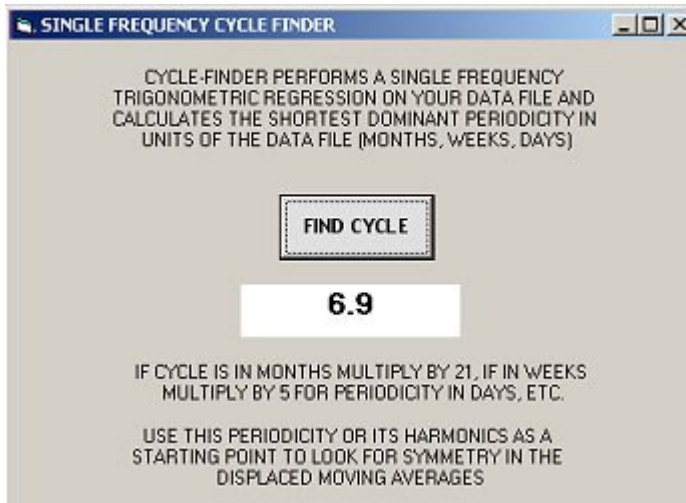 SINGLE FREQUENCY CYCLE FINDER
CYCLE-FINDER PERFORMS A SINGLE FREQUENCY
TRIGONOMETRIC REGRESSION ON YOUR DATA FILE AND
CALCULATES THE SHORTEST DOMINANT PERIODICITY IN
UNITS OF THE DATA FILE (MONTHS, WEEKS, DAYS)
FIND CYCLE
6.9
IF CYCLE IS IN MONTHS MULTIPLY BY 21, IF IN WEEKS
MULTIPLY BY 5 FOR PERIODICITY IN DAYS, ETC.
USE THIS PERIODICITY OR ITS HARMONICS AS A
STARTING POINT TO LOOK FOR SYMMETRY IN THE
DISPLACED MOVING AVERAGES